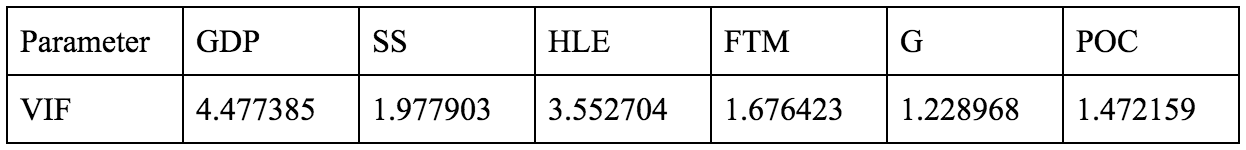 Parameter GDP SS HLE FTM G POC
VIF 4.477385 1.977903 3.552704 1.676423 1.228968 1.472159